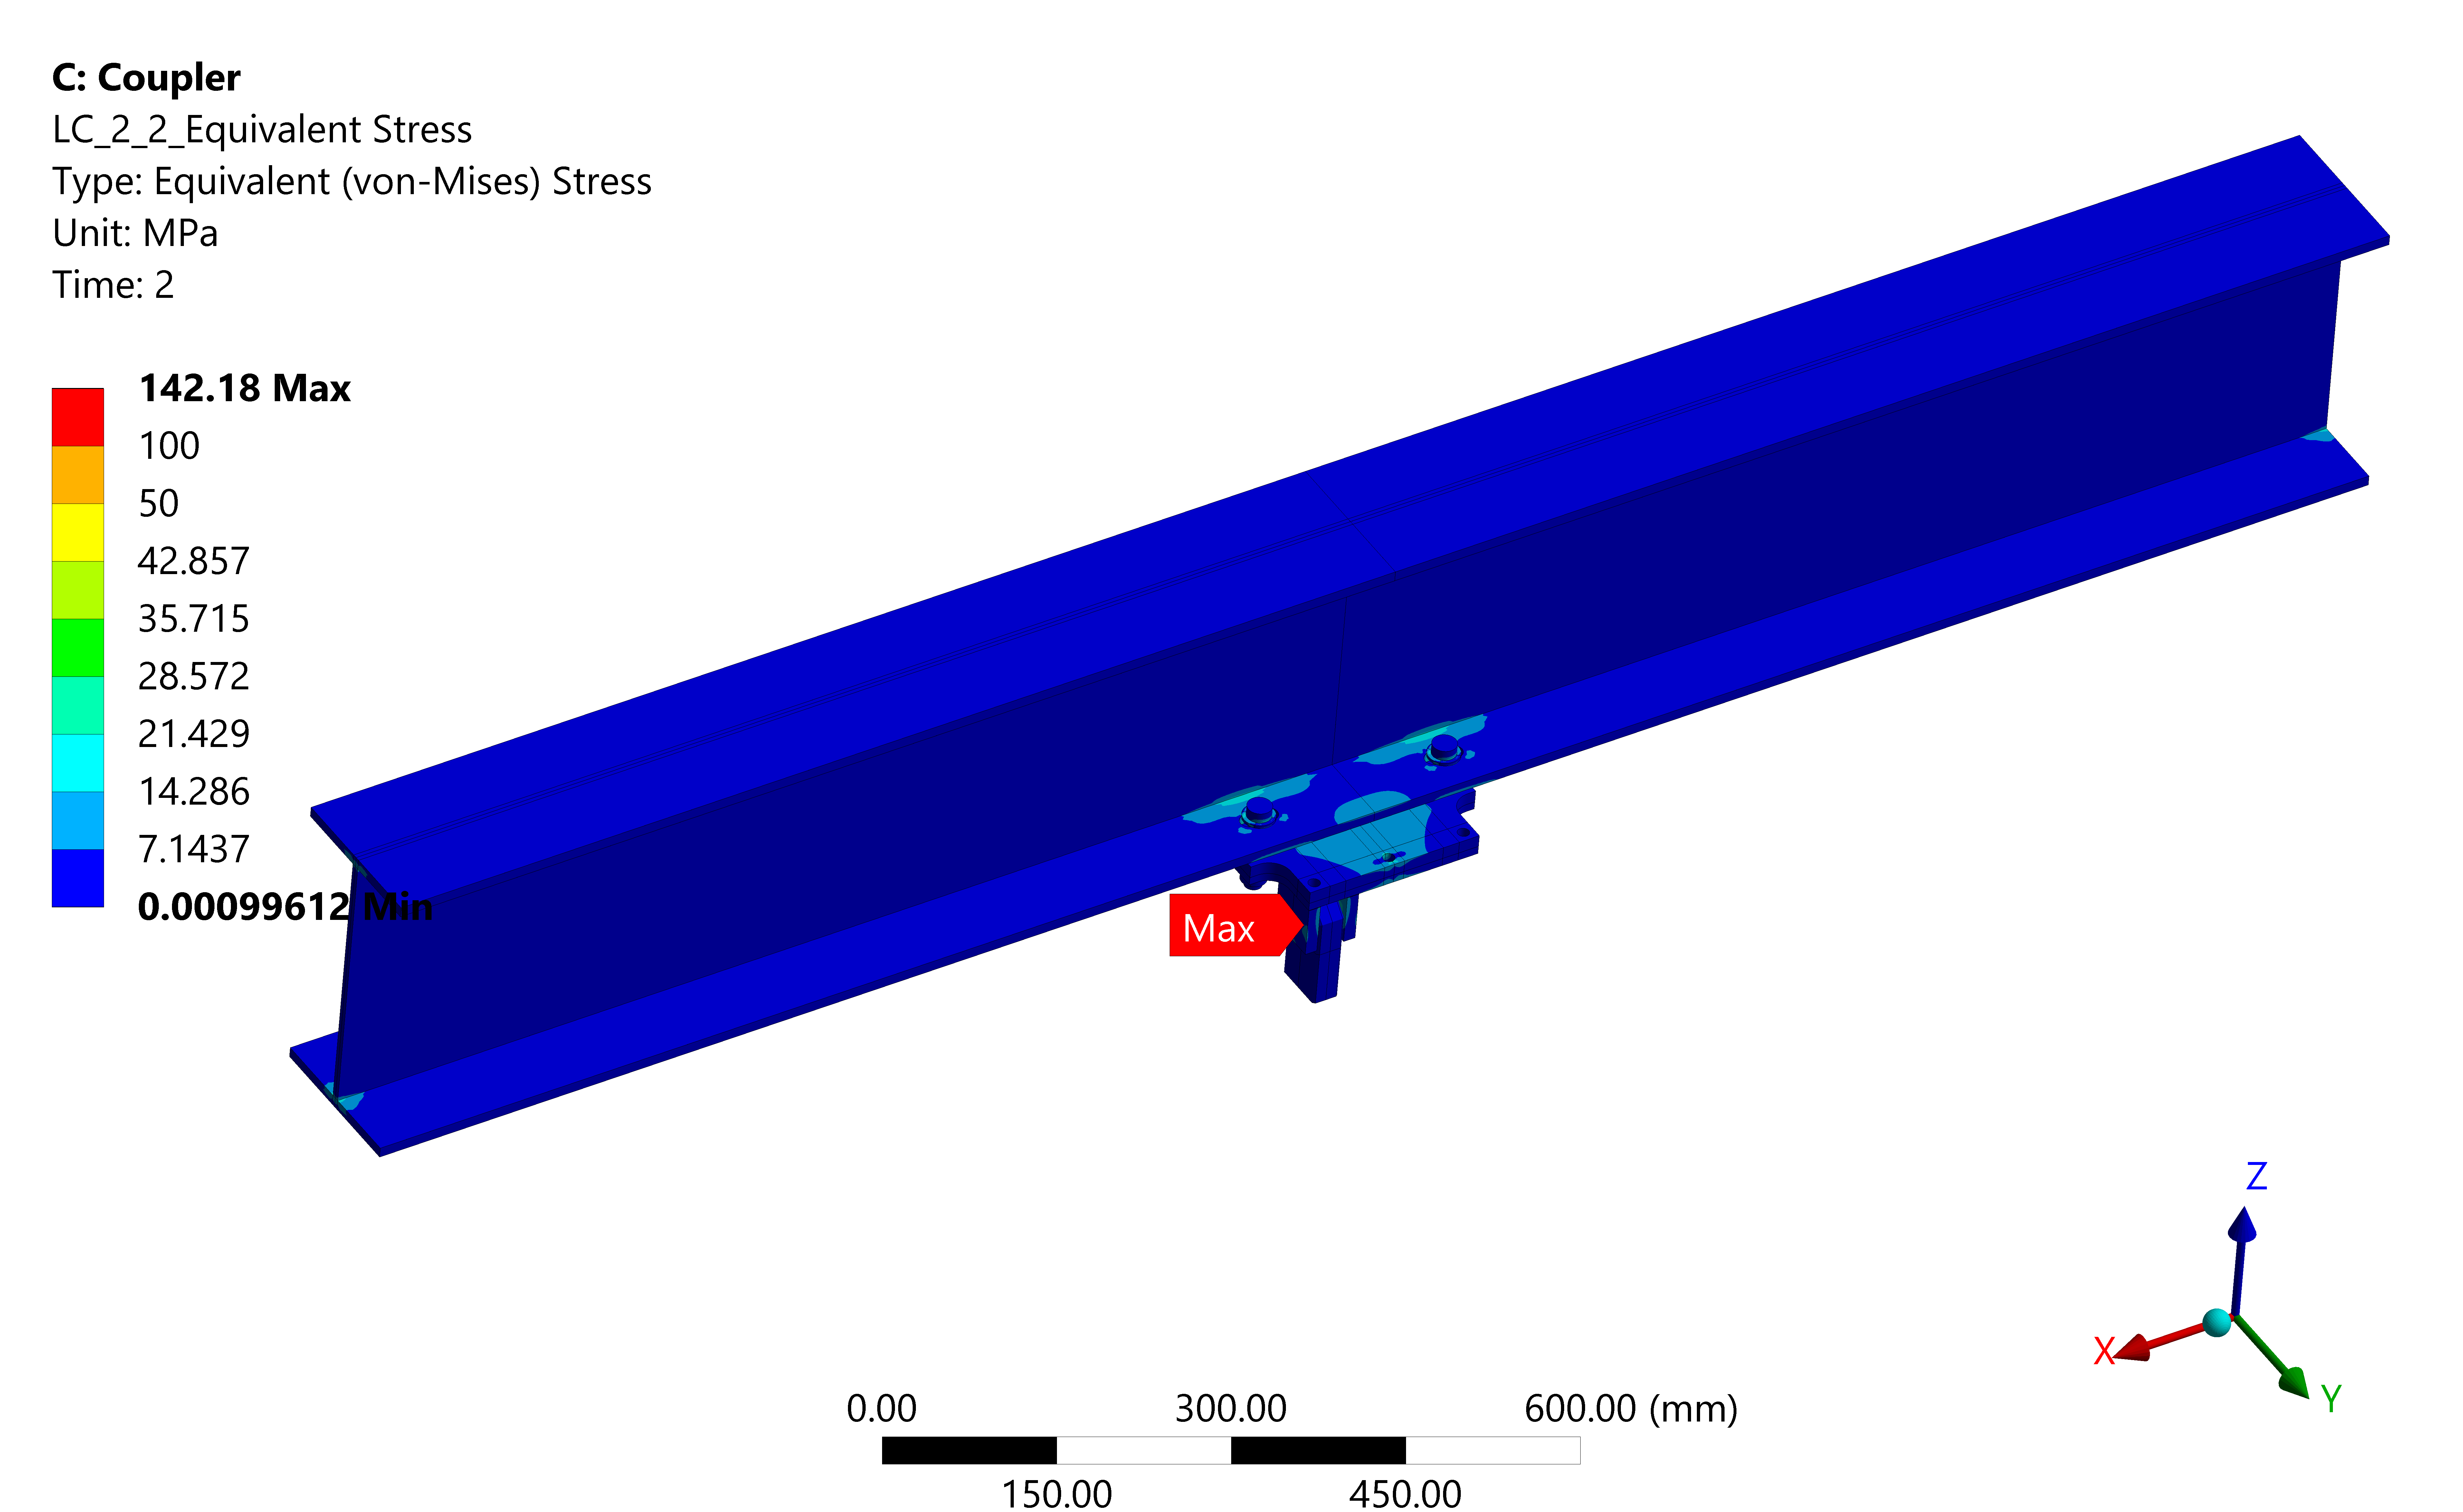 C: Coupler
LC_2_2_Equivalent Stress
Type: Equivalent (von-Mises) Stress
Unit: MPa
Time: 2
142.18 Max
100
50
42.857
35.715
28.572
21.429
14.286
7.1437
0.00099612 Min
Max
Z
X
Y
0.00 300.00 600.00 (mm)
150.00 450.00